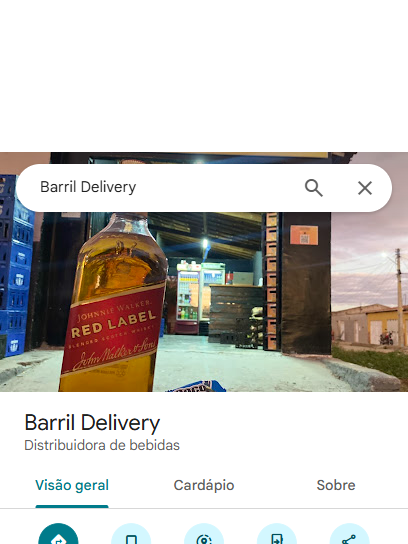 Barril Delivery
JOHNNIE WALKER.
RED LABEL
BLENDED SCOTCH WHISKY
John Walker & Sons
Barril Delivery
Distribuidora de bebidas
Visão geral
Cardápio
Sobre